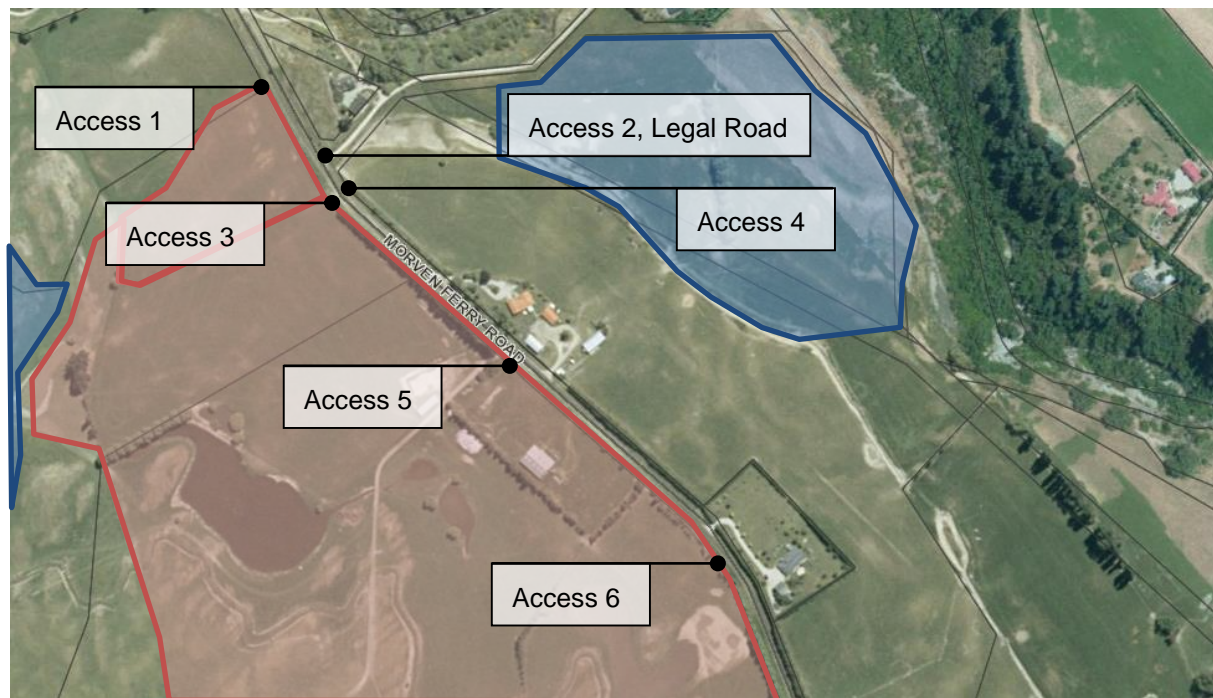 Access 1
Access 2, Legal Road
Access 3
Access 4
MORVEN FERRY ROAD
Access 5
Access 6